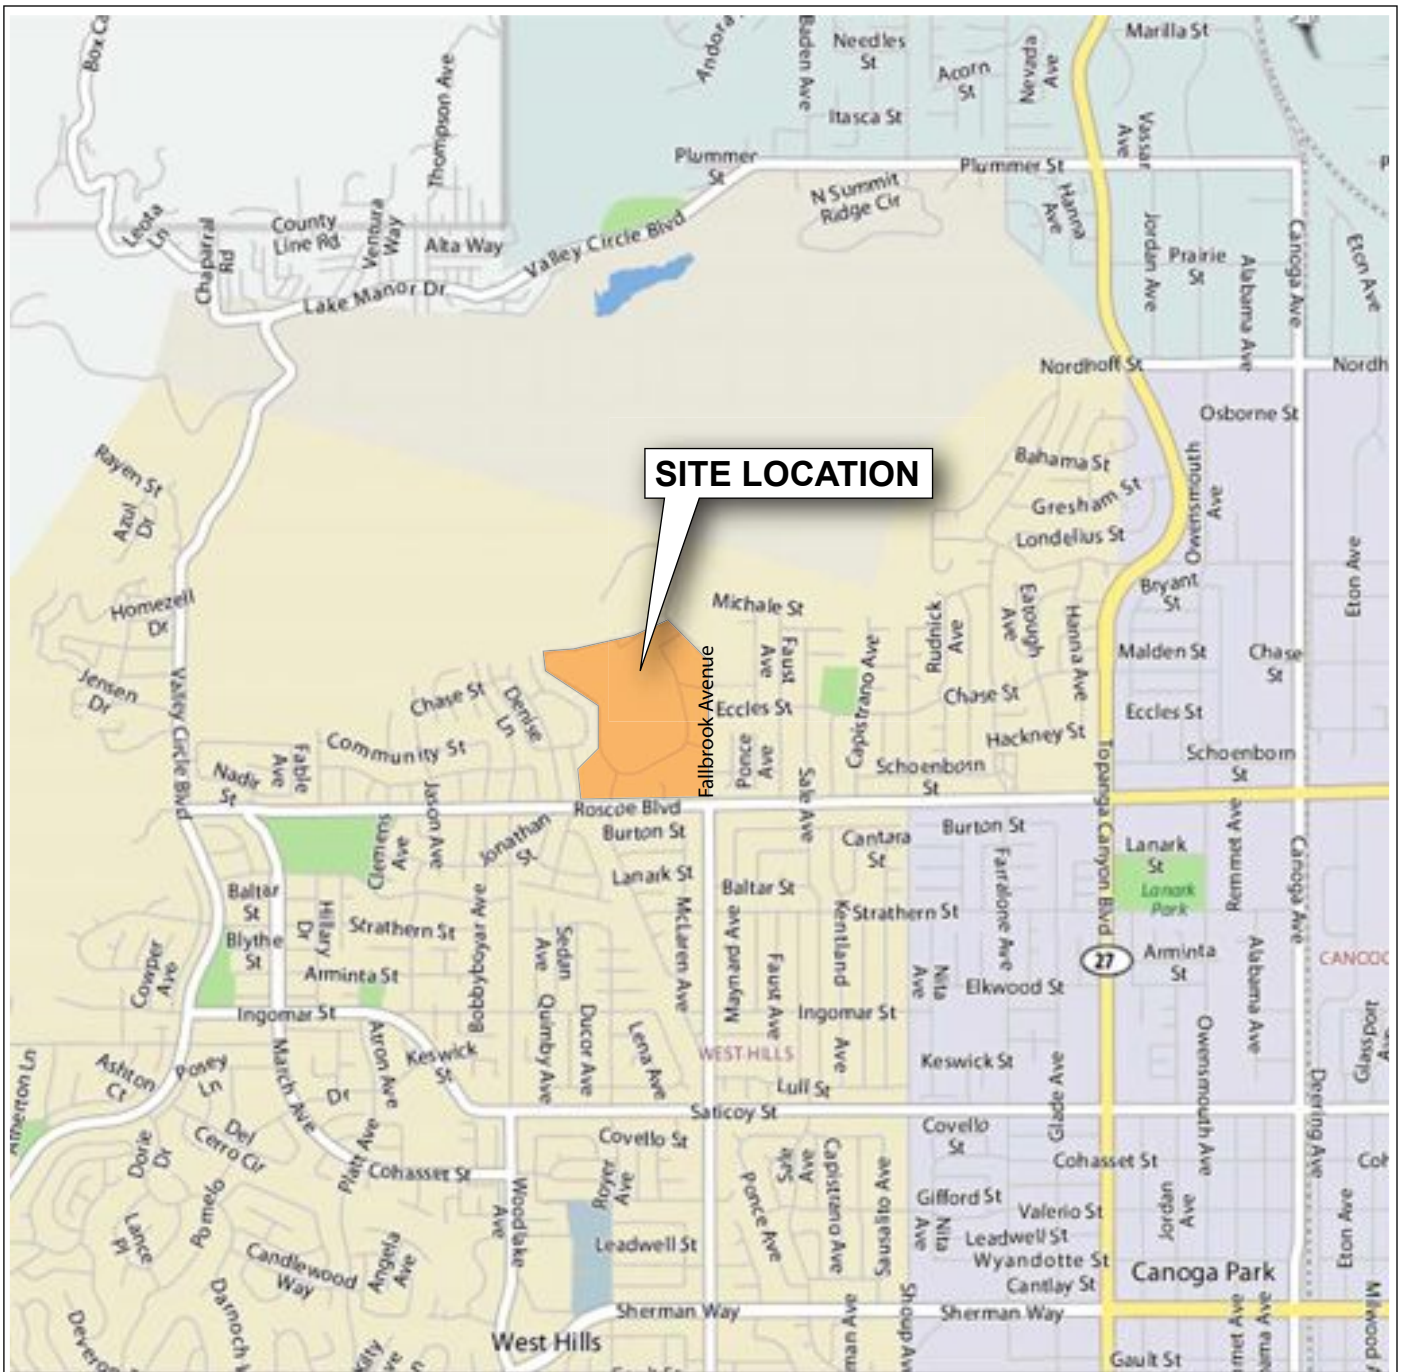 Box Ca
Andora
Baden Ave
Needles
St
Acorn
St
Nevada
Ave
Marilla St
Thompson Ave
Itasca St
Vassar
Ave
Plummer
St
Plummer St
N Summit
Ridge Cir
Hanna
Ave
Leota
Ln
Chaparral
Rd
County
Line Rd
Ventura
Way
Alta Way
Valley Circle Blvd
Jordan Ave
Prairie
St
Alabama Ave
Canoga Ave
Eton Ave
Lake Manor Dr
Nordhoff St
Nordh
Osborne St
Rayen St
Azul
Dr
SITE LOCATION
Bahama St
Gresham St
Londelius St
Owensmouth
Ave
Bryant
St
Eton Ave
Homezell
Dr
Michale St
Faust
Ave
Rudnick
Ave
Eatough
Ave
Hanna Ave
Malden St
Chase
St
Jensen
Dr
Valley Circle Blvd
Chase St
Denise
Ln
Fallbrook Avenue
Eccles St
Capistrano Ave
Chase St
Eccles St
Community St
Fable
Ave
Nadir
St
Ponce
Ave
Hackney St
Schoenborn
St
Schoenborn
St
Topanga Canyon Blvd
Jason Ave
Clemens
Ave
Jonathan
St
Roscoe Blvd
Burton St
Sale Ave
Cantara
St
Burton St
Lanark
St
Lanark
Park
Remmet Ave
Canoga Ave
Lanark St
Baltar St
Baltar
St
Hillary
Dr
Strathern St
Bobbyboyar Ave
McLaren Ave
Maynard Ave
Kentland
Ave
Strathern St
Farralone Ave
Blythe
St
Cowper
Ave
Arminta St
Sedan
Ave
Faust Ave
Nita
Ave
Elkwood St
27
Arminta
St
Alabama Ave
CANOGC
Ingomar St
Quimby Ave
Ducor Ave
Lena Ave
Ingomar St
Owensmouth Ave
Glassport
Atherton Ln
Ashton
Ct
Posey
Ln
March Ave
Dr
Atron Ave
Keswick
St
WEST HILLS
Keswick St
Lull St
Glade Ave
Deering Ave
Saticoy St
Dorie
Dr
Del
Cerro Cir
Platt Ave
Covello St
Covello
St
Cohasset St
Royer
Ave
Sale
Ave
Capistrano Ave
Sausalito Ave
Cohasset St
Coh
Lance
Pl
Pomelo
Woodlake
Ave
Ponce Ave
Gifford St
Nita
Ave
Valerio St
Jordan
Ave
Eton Ave
Candlewood
Way
Angela
Ave
Leadwell St
Leadwell St
Wyandotte St
Cantlay St
Canoga Park
Darnoch
Sherman Way
Shoup Av
Sherman Way
Milwood
West Hills
Gault St